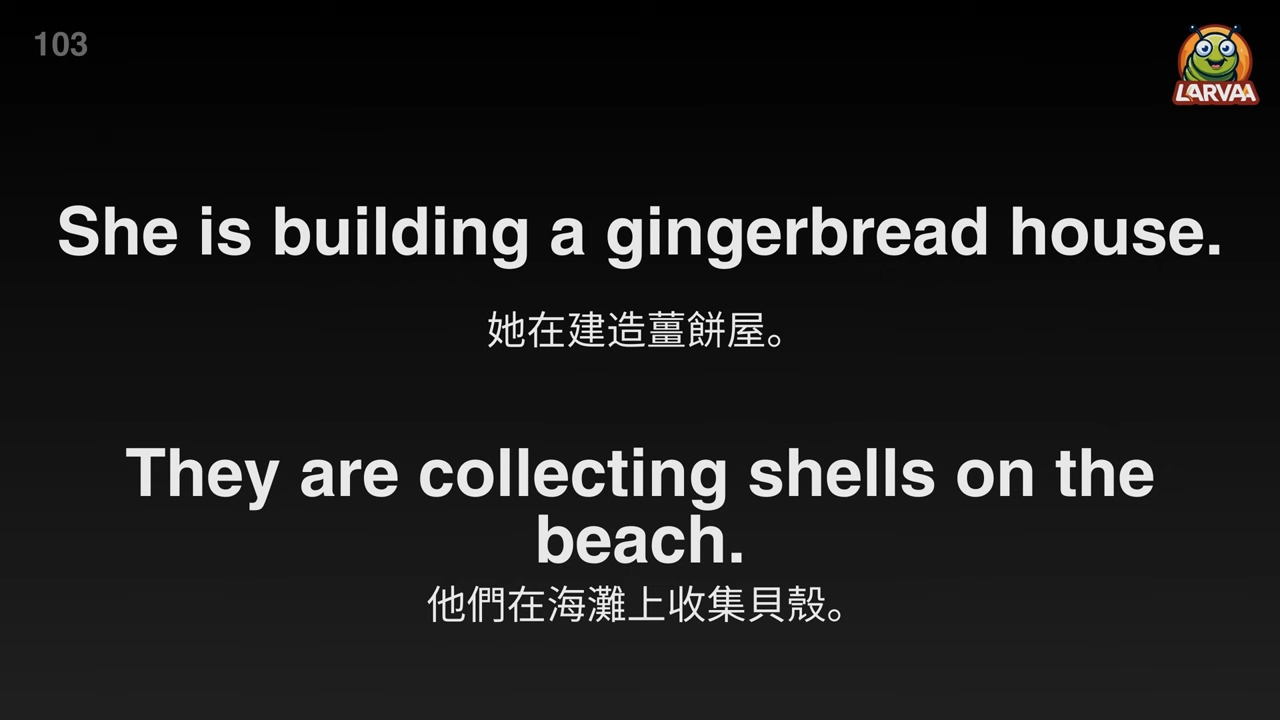 103
LARVAA
She is building a gingerbread house.
她在建造薑餅屋。
They are collecting shells on the
beach.
他們在海灘上收集貝殼。